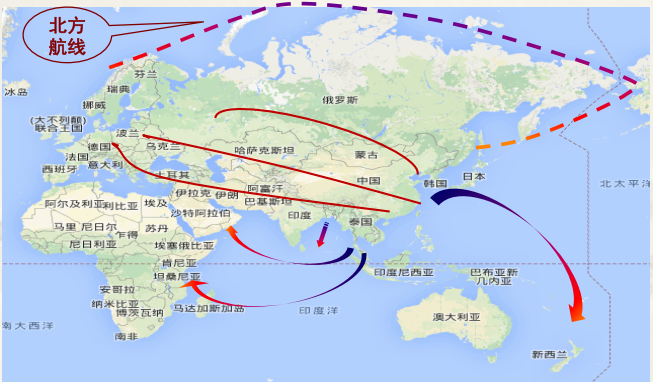 北方
航线
冰岛
芬兰
瑞典
挪威
俄罗斯
(大不列颠)
联合王国
波兰
德国
乌克兰
法国
意大利
西班牙
土耳其
哈萨克斯坦
蒙古
中国
韩国
日本
北太平洋
伊拉克
伊朗
阿富汗
巴基斯坦
阿尔及利亚
利比亚
埃及
沙特阿拉伯
印度
泰国
马里
尼日尔
乍得
苏丹
尼日利亚
埃塞俄比亚
肯尼亚
坦桑尼亚
印度尼西亚
巴布亚新
几内亚
安哥拉
纳米比亚
博茨瓦纳
马达加斯加岛
印度洋
南大西洋
南非
澳大利亚
新西兰